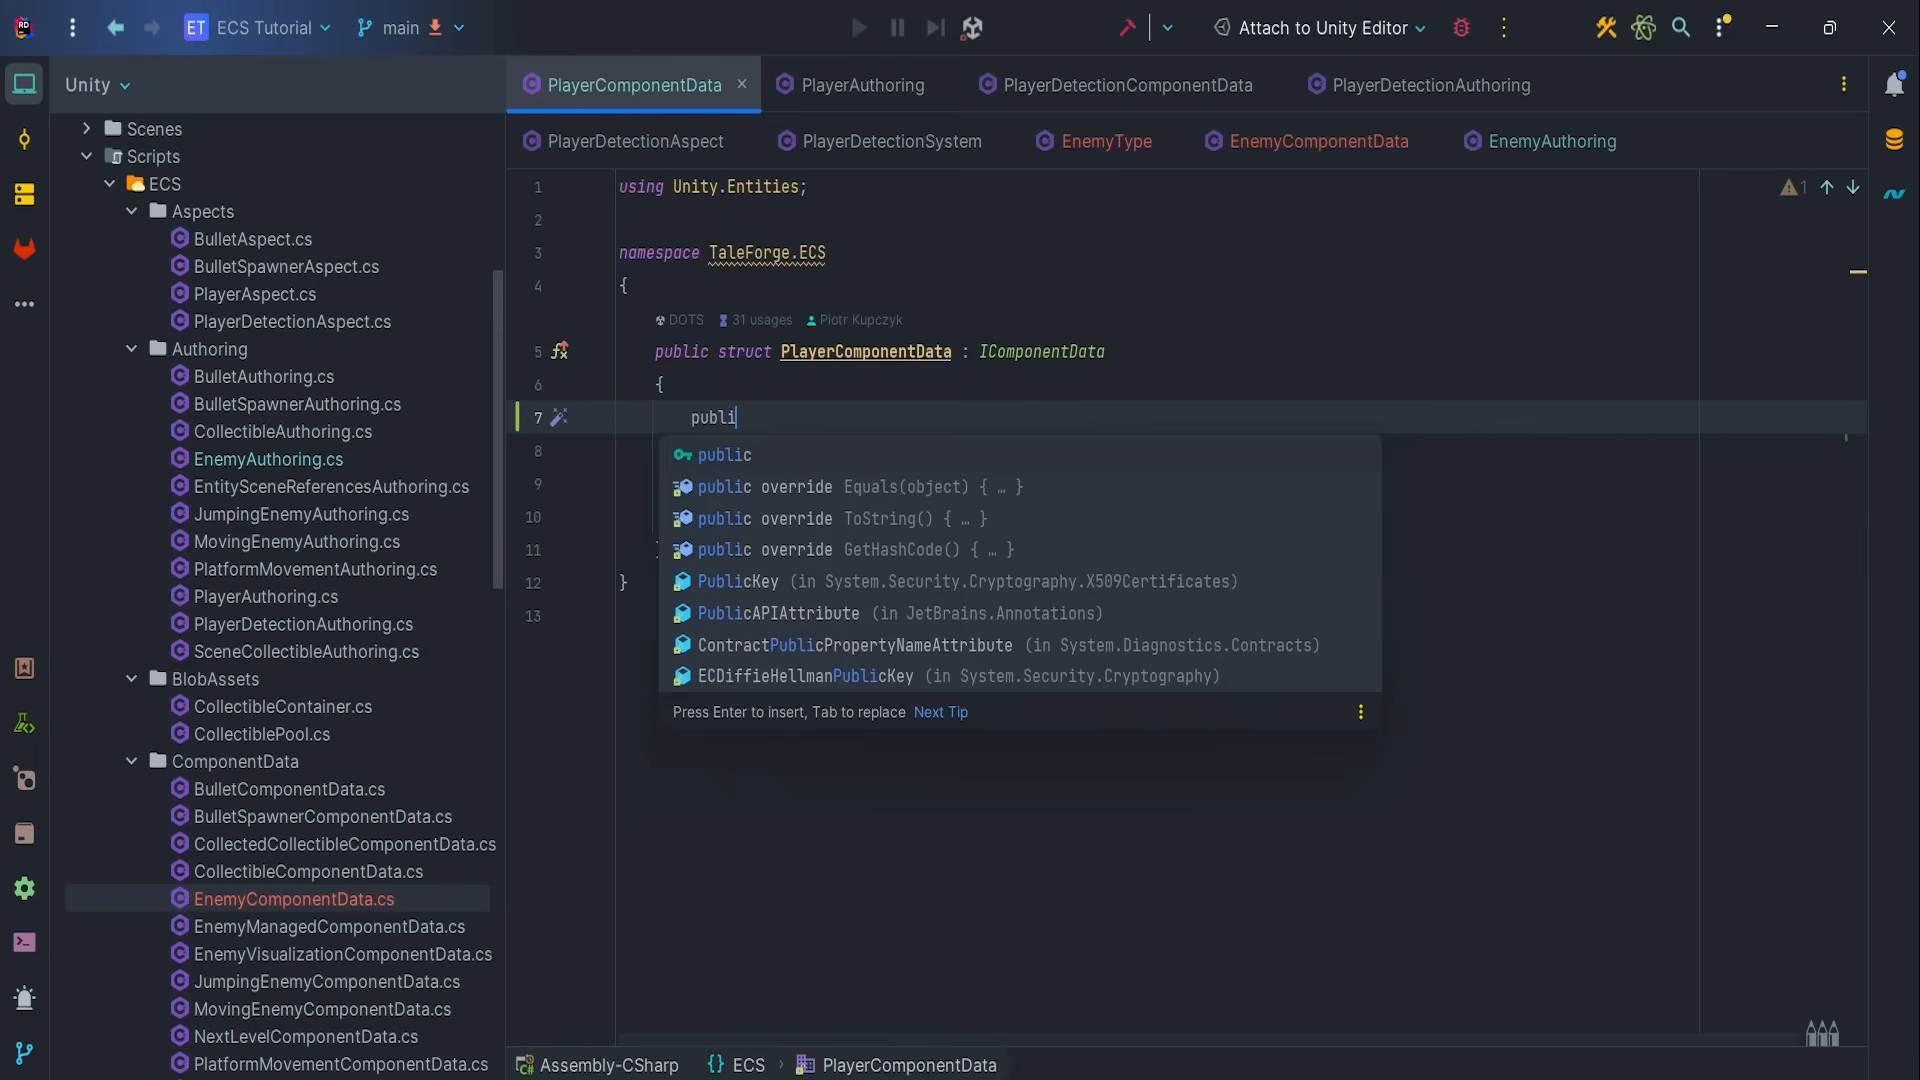 RD
ET ECS Tutorial
main
Attach to Unity Editor
Unity
PlayerComponentData
PlayerAuthoring
PlayerDetectionComponentData
PlayerDetectionAuthoring
PlayerDetectionAspect
PlayerDetectionSystem
EnemyType
EnemyComponentData
EnemyAuthoring
Scenes
Scripts
ECS
Aspects
BulletAspect.cs
BulletSpawnerAspect.cs
PlayerAspect.cs
PlayerDetectionAspect.cs
Authoring
BulletAuthoring.cs
BulletSpawnerAuthoring.cs
CollectibleAuthoring.cs
EnemyAuthoring.cs
EntitySceneReferencesAuthoring.cs
JumpingEnemyAuthoring.cs
MovingEnemyAuthoring.cs
PlatformMovementAuthoring.cs
PlayerAuthoring.cs
PlayerDetectionAuthoring.cs
SceneCollectibleAuthoring.cs
BlobAssets
CollectibleContainer.cs
CollectiblePool.cs
ComponentData
BulletComponentData.cs
BulletSpawnerComponentData.cs
CollectedCollectibleComponentData.cs
CollectibleComponentData.cs
EnemyComponentData.cs
EnemyManagedComponentData.cs
EnemyVisualizationComponentData.cs
JumpingEnemyComponentData.cs
MovingEnemyComponentData.cs
NextLevelComponentData.cs
PlatformMovementComponentData.cs
1 using Unity.Entities;
1
2
3 namespace TaleForge.ECS
4 {
DOTS 31 usages Piotr Kupczyk
5 public struct PlayerComponentData : IComponentData
6 {
7 publi
8
9
10
11
12 }
13
public
public override Equals(object) { … }
public override ToString() { … }
public override GetHashCode() { … }
PublicKey (in System.Security.Cryptography.X509Certificates)
PublicAPIAttribute (in JetBrains.Annotations)
ContractPublicPropertyNameAttribute (in System.Diagnostics.Contracts)
ECDiffieHellmanPublicKey (in System.Security.Cryptography)
Press Enter to insert, Tab to replace Next Tip
Assembly-CSharp {} ECS › PlayerComponentData